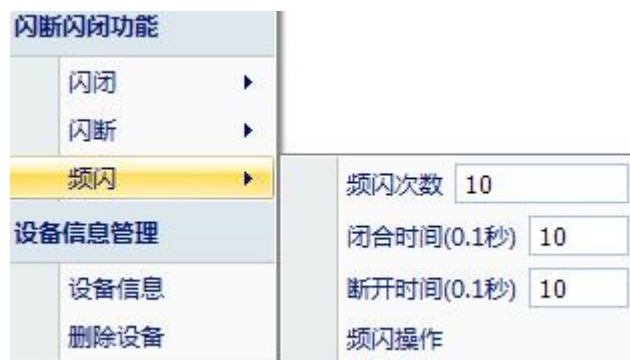 闪断闪闭功能
闪闭
闪断
频闪
设备信息管理
设备信息
删除设备
频闪次数 10
闭合时间(0.1秒) 10
断开时间(0.1秒) 10
频闪操作